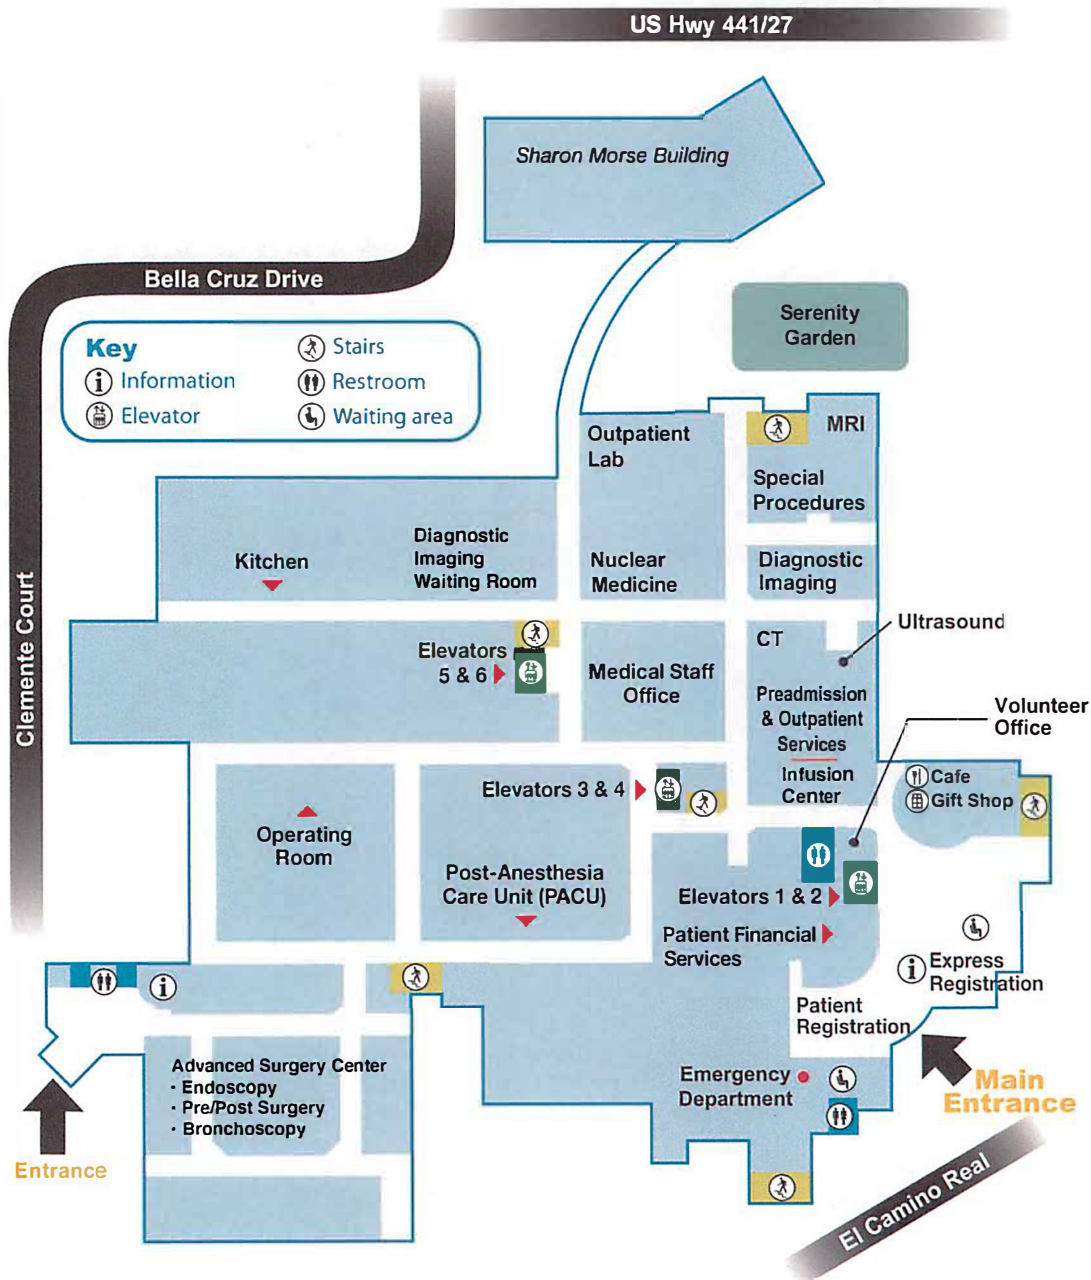 US Hwy 441/27
Sharon Morse Building
Bella Cruz Drive
Serenity
Garden
Key
Stairs
Information
Restroom
Elevator
Waiting area
Clemente Court
Outpatient
Lab
MRI
Special
Procedures
Kitchen
Diagnostic
Imaging
Waiting Room
Nuclear
Medicine
Diagnostic
Imaging
Ultrasound
Elevators
5 & 6
Medical Staff
Office
CT
Preadmission
& Outpatient
Services
Infusion
Center
Volunteer
Office
Cafe
Gift Shop
Elevators 3 & 4
Operating
Room
Post-Anesthesia
Care Unit (PACU)
Elevators 1 & 2
Patient Financial
Services
Express
Registration
Patient
Registration
Advanced Surgery Center
· Endoscopy
· Pre/Post Surgery
· Bronchoscopy
Emergency
Department
Main
Entrance
Entrance
El Camino Real